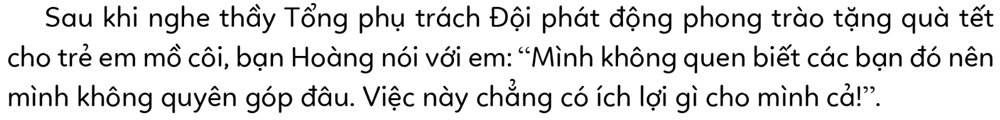 Sau khi nghe thầy Tổng phụ trách Đội phát động phong trào tặng quà tết
cho trẻ em mồ côi, bạn Hoàng nói với em: “Mình không quen biết các bạn đó nên
mình không quyên góp đâu. Việc này chẳng có ích lợi gì cho mình cả!”.